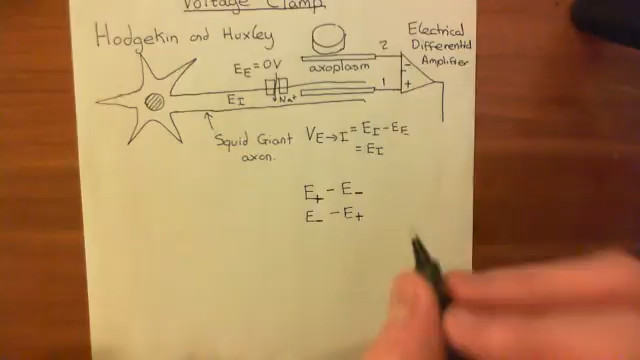 Voltage Clamp
Hodgekin and Huxley
Electrical
Differential
Amplifier
2
E_E = 0V
axoplasm
-
1
+
E_I
Na+
Squid Giant
axon.
V_E→I = E_I - E_E
= E_I
E_+ - E_-
E_- - E_+